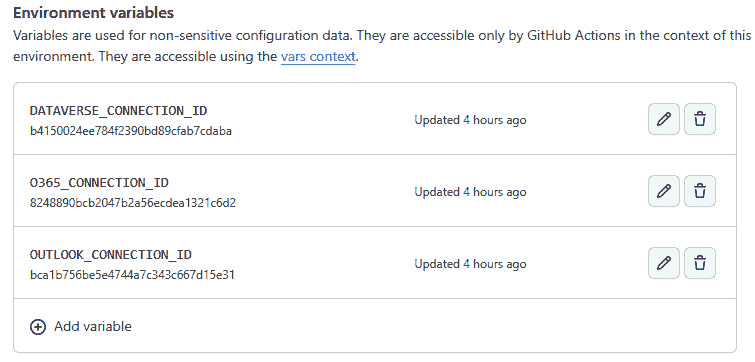 Environment variables
Variables are used for non-sensitive configuration data. They are accessible only by GitHub Actions in the context of this
environment. They are accessible using the vars context.
DATAVERSE_CONNECTION_ID
b4150024ee784f2390bd89cfab7cdaba
Updated 4 hours ago
O365_CONNECTION_ID
8248890bcb2047b2a56ecdea1321c6d2
Updated 4 hours ago
OUTLOOK_CONNECTION_ID
bca1b756be5e4744a7c343c667d15e31
Updated 4 hours ago
Add variable